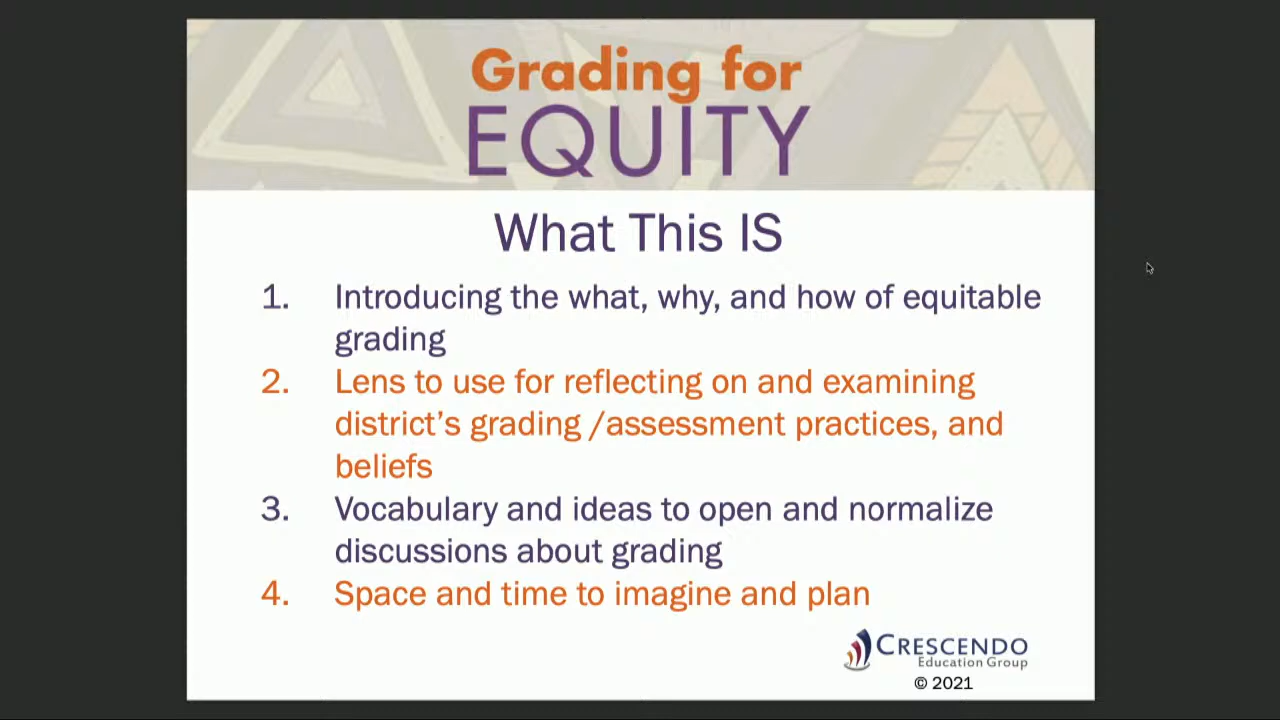 Grading for
EQUITY
What This IS
1. Introducing the what, why, and how of equitable
grading
2. Lens to use for reflecting on and examining
district’s grading /assessment practices, and
beliefs
3. Vocabulary and ideas to open and normalize
discussions about grading
4. Space and time to imagine and plan
CRESCENDO
Education Group
© 2021